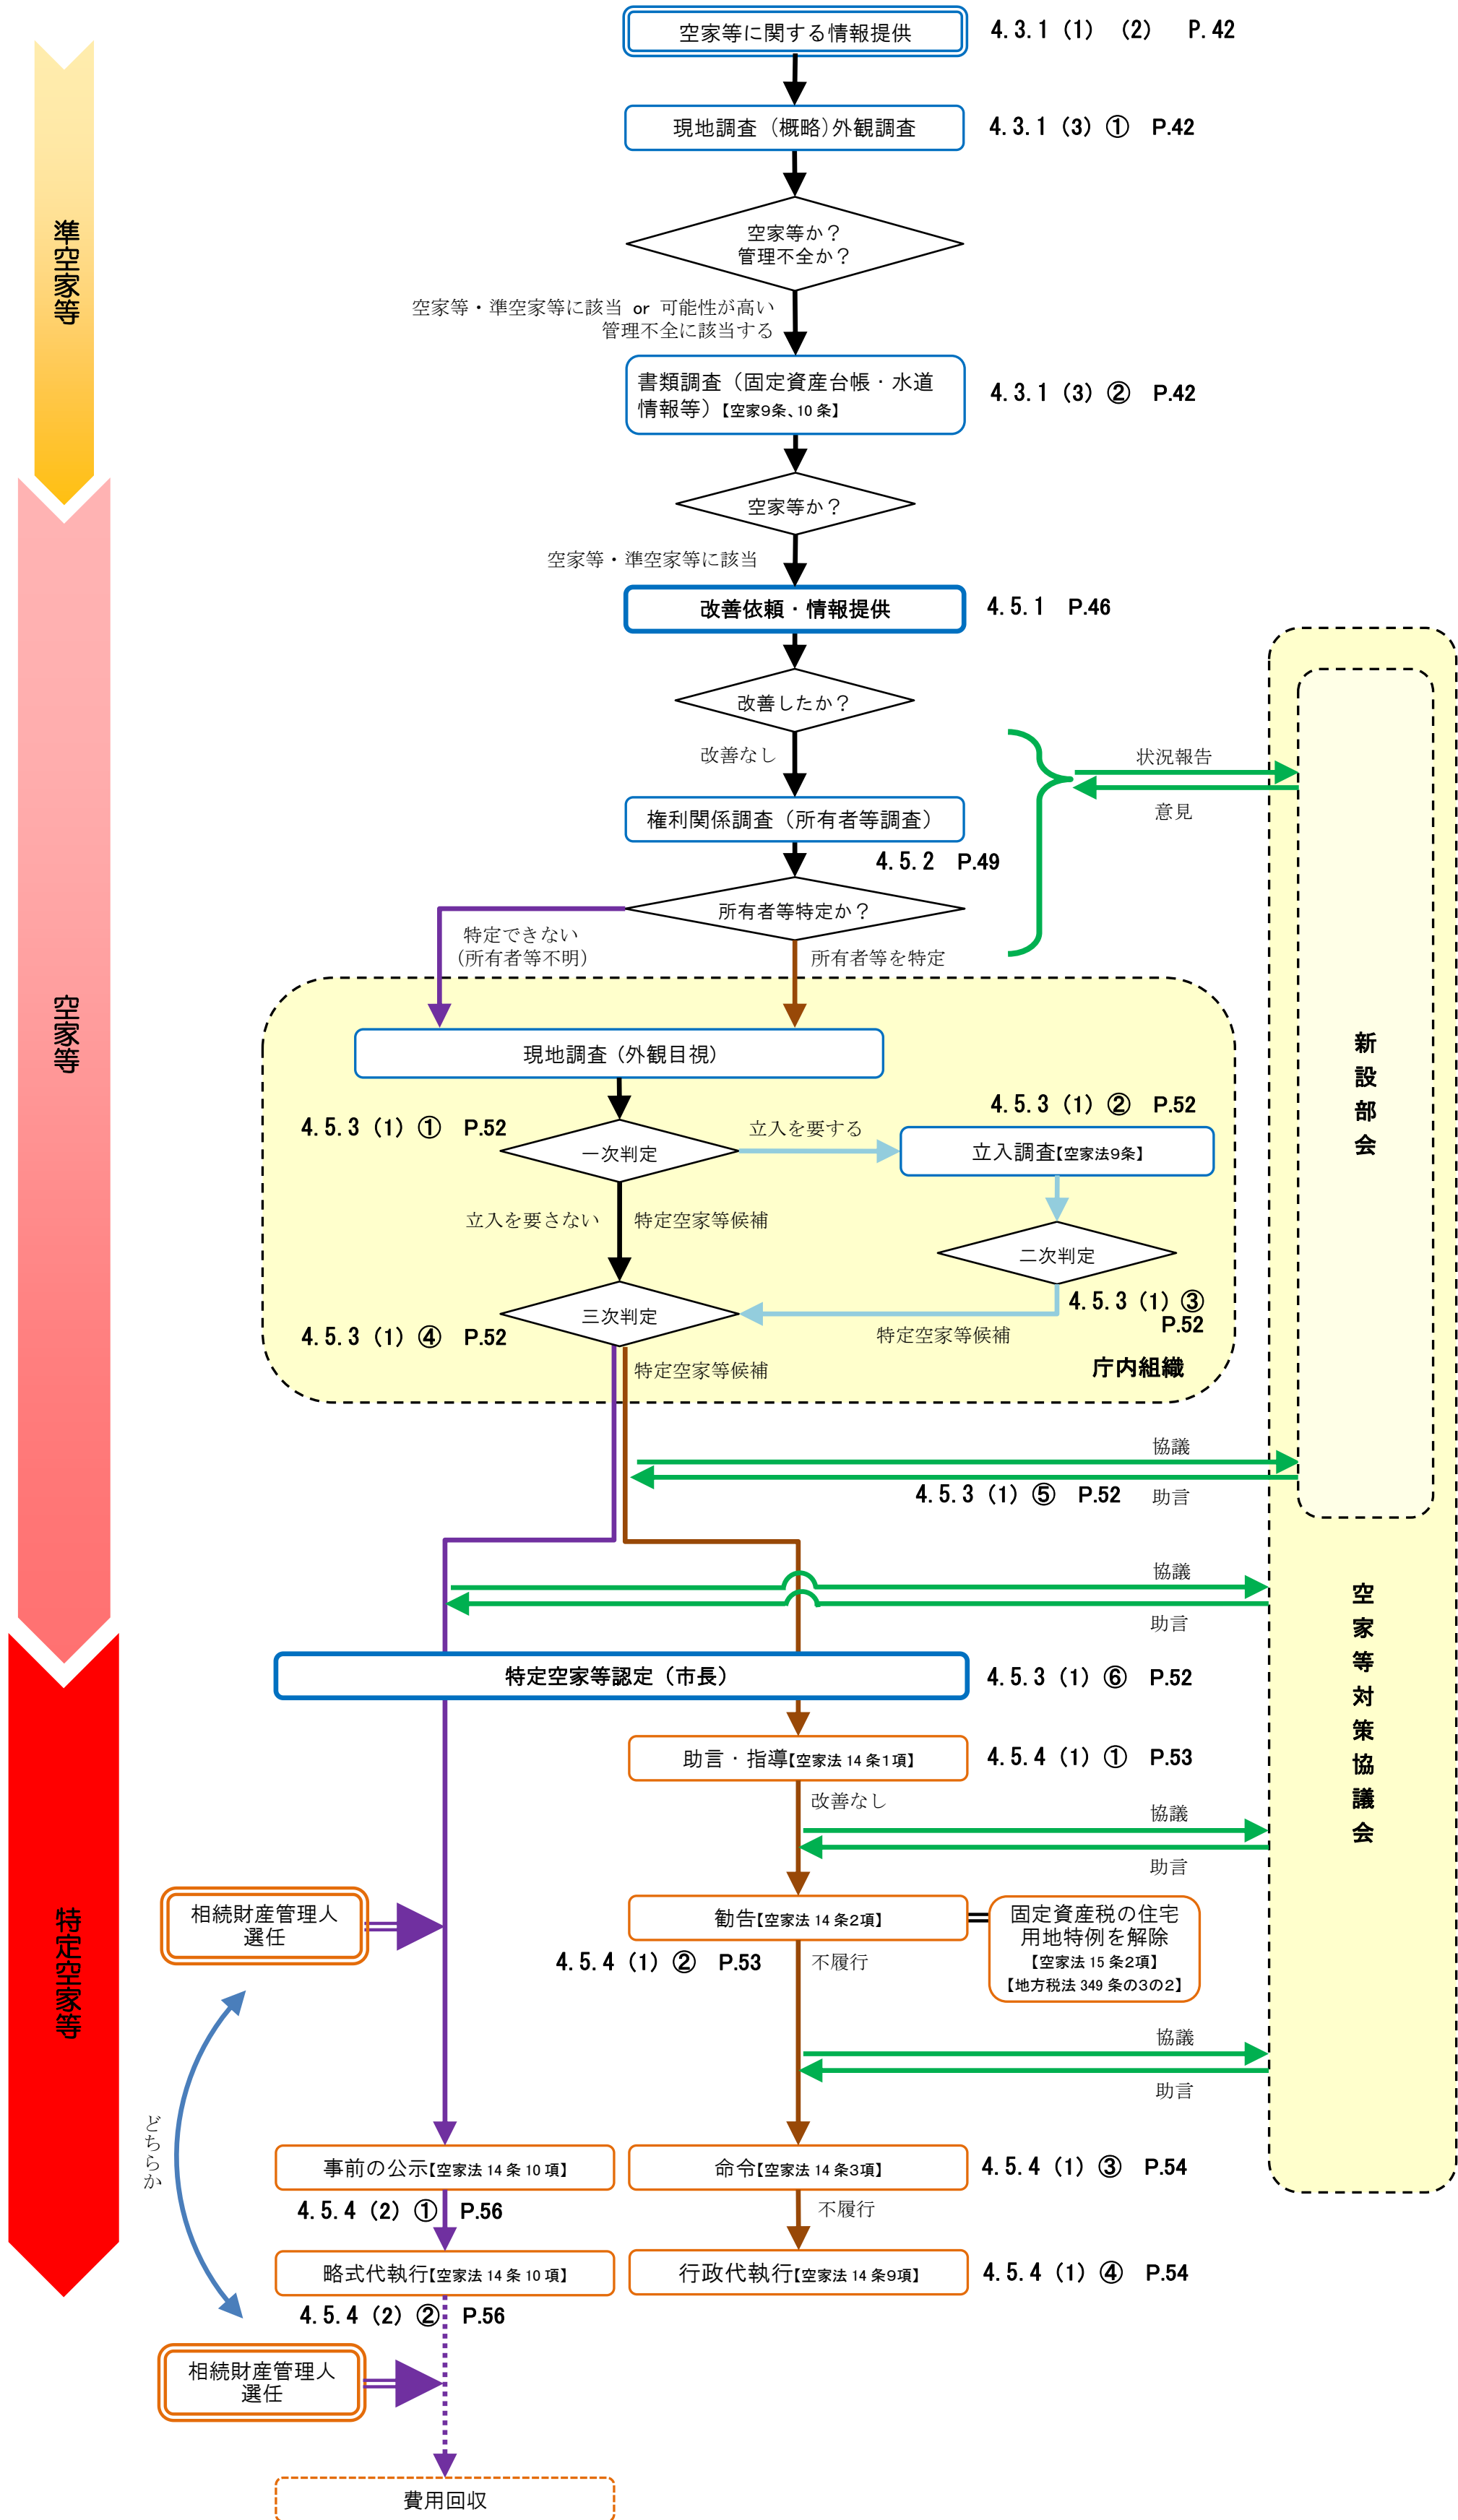 空家等に関する情報提供
4.3.1（1）（2） P.42
現地調査（概略）外観調査
4.3.1（3）① P.42
準空家等
空家等か？
管理不全か？
空家等・準空家等に該当 or 可能性が高い
管理不全に該当する
書類調査（固定資産台帳・水道
情報等）【空家９条、10 条】
4.3.1（3）② P.42
空家等か？
空家等・準空家等に該当
改善依頼・情報提供
4.5.1 P.46
改善したか？
改善なし
状況報告
意見
権利関係調査（所有者等調査）
4.5.2 P.49
所有者等特定か？
特定できない
（所有者等不明）
所有者等を特定
空家等
新設部会
現地調査（外観目視）
4.5.3（1）① P.52
一次判定
立入を要する
4.5.3（1）② P.52
立入調査【空家法９条】
立入を要さない
特定空家等候補
二次判定
4.5.3（1）③
P.52
三次判定
4.5.3（1）④ P.52
特定空家等候補
特定空家等候補
庁内組織
協議
4.5.3（1）⑤ P.52
助言
協議
助言
空家等対策協議会
特定空家等認定（市長）
4.5.3（1）⑥ P.52
助言・指導【空家法 14 条１項】
4.5.4（1）① P.53
改善なし
協議
助言
特定空家等
相続財産管理人
選任
勧告【空家法 14 条２項】
4.5.4（1）② P.53
不履行
固定資産税の住宅
用地特例を解除
【空家法 15 条２項】
【地方税法 349 条の３の２】
協議
助言
どちらか
事前の公示【空家法 14 条 10 項】
4.5.4（2）① P.56
命令【空家法 14 条３項】
4.5.4（1）③ P.54
不履行
略式代執行【空家法 14 条 10 項】
4.5.4（2）② P.56
行政代執行【空家法 14 条９項】
4.5.4（1）④ P.54
相続財産管理人
選任
費用回収